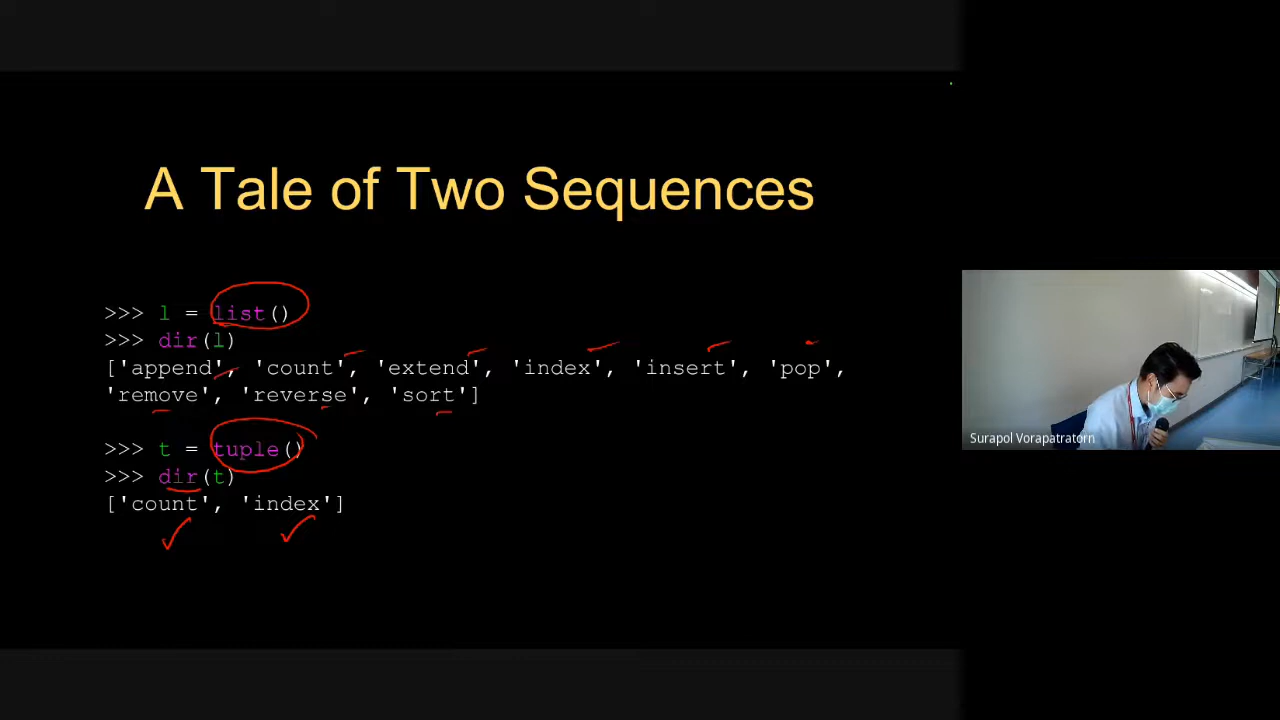 A Tale of Two Sequences
>>> l = list()
>>> dir(l)
['append', 'count', 'extend', 'index', 'insert', 'pop',
'remove', 'reverse', 'sort']
>>> t = tuple()
>>> dir(t)
['count', 'index']
Surapol Vorapatratorn